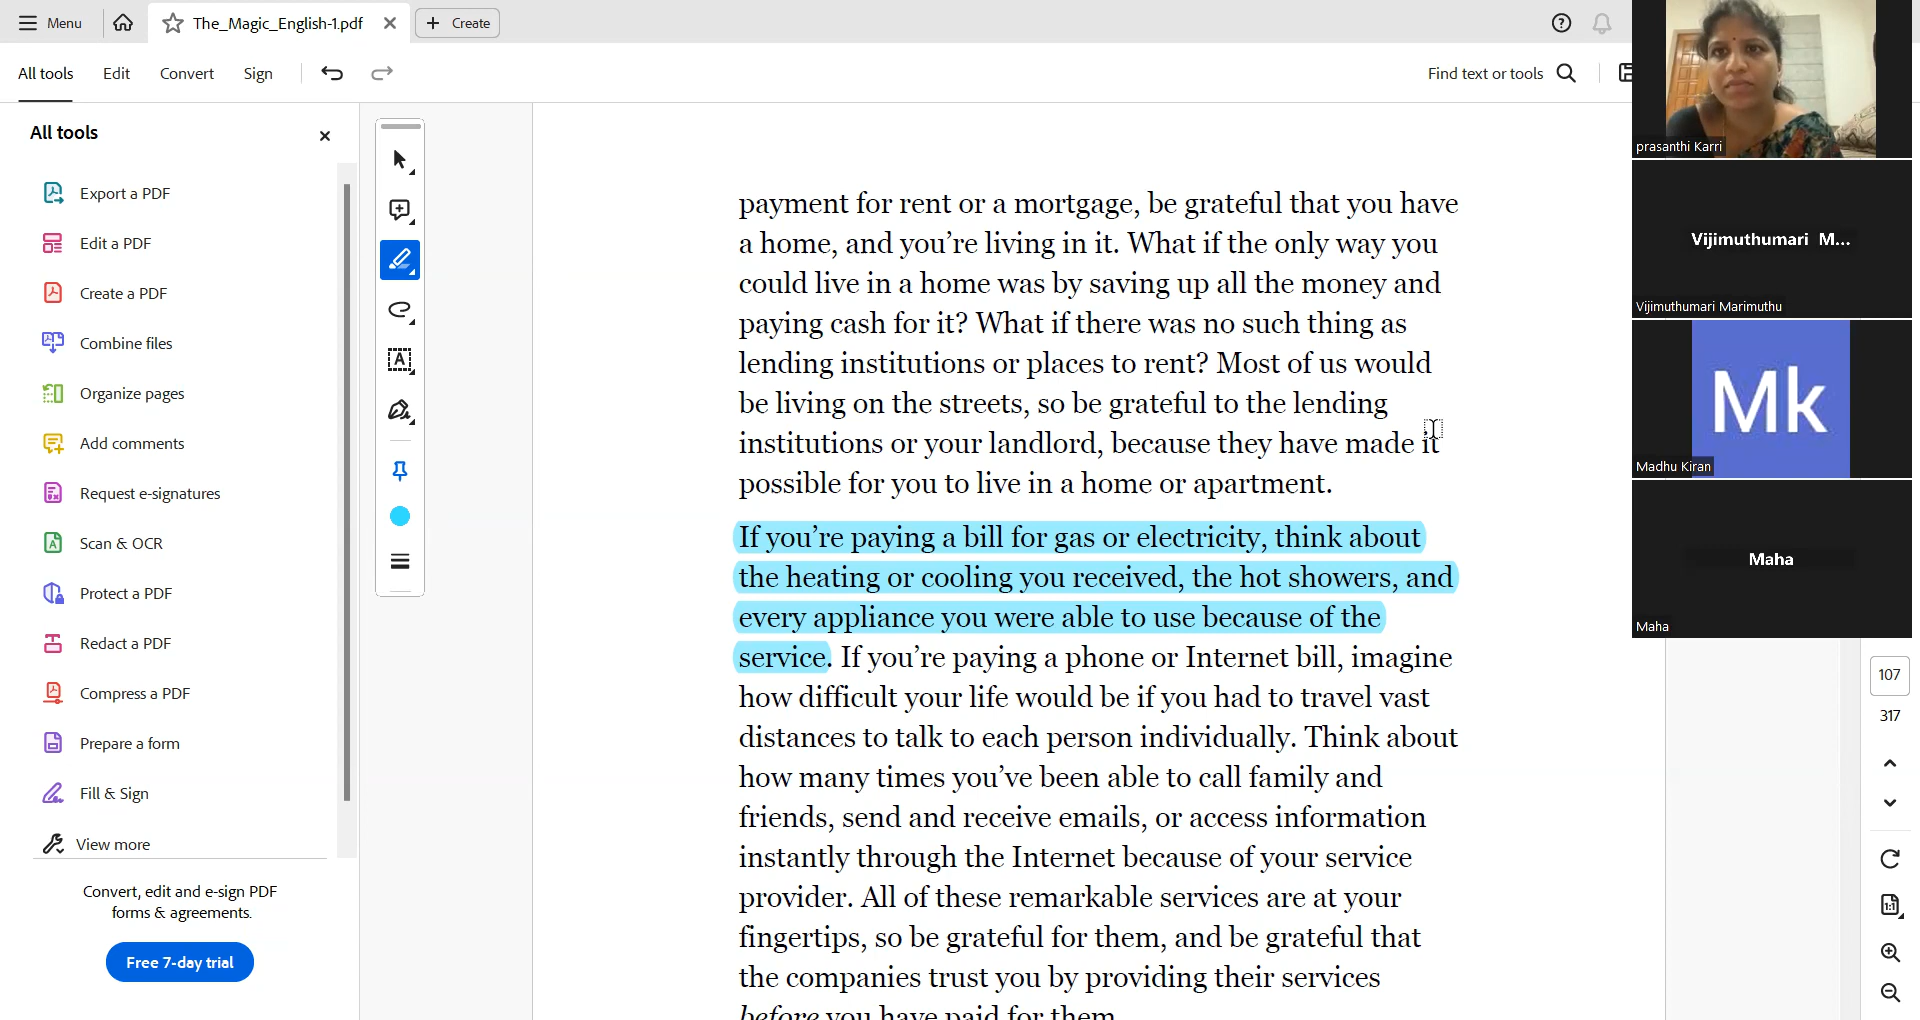 Menu
The_Magic_English-1.pdf
Create
All tools
Edit
Convert
Sign
Find text or tools
All tools
Export a PDF
Edit a PDF
Create a PDF
Combine files
Organize pages
Add comments
Request e-signatures
Scan & OCR
Protect a PDF
Redact a PDF
Compress a PDF
Prepare a form
Fill & Sign
View more
Convert, edit and e-sign PDF
forms & agreements.
Free 7-day trial
payment for rent or a mortgage, be grateful that you have
a home, and you’re living in it. What if the only way you
could live in a home was by saving up all the money and
paying cash for it? What if there was no such thing as
lending institutions or places to rent? Most of us would
be living on the streets, so be grateful to the lending
institutions or your landlord, because they have made it
possible for you to live in a home or apartment.
If you’re paying a bill for gas or electricity, think about
the heating or cooling you received, the hot showers, and
every appliance you were able to use because of the
service. If you’re paying a phone or Internet bill, imagine
how difficult your life would be if you had to travel vast
distances to talk to each person individually. Think about
how many times you’ve been able to call family and
friends, send and receive emails, or access information
instantly through the Internet because of your service
provider. All of these remarkable services are at your
fingertips, so be grateful for them, and be grateful that
the companies trust you by providing their services
before you have paid for them.
prasanthi Karri
Vijimuthumari M...
Vijimuthumari Marimuthu
Mk
Madhu Kiran
Maha
Maha
107
317
1:1